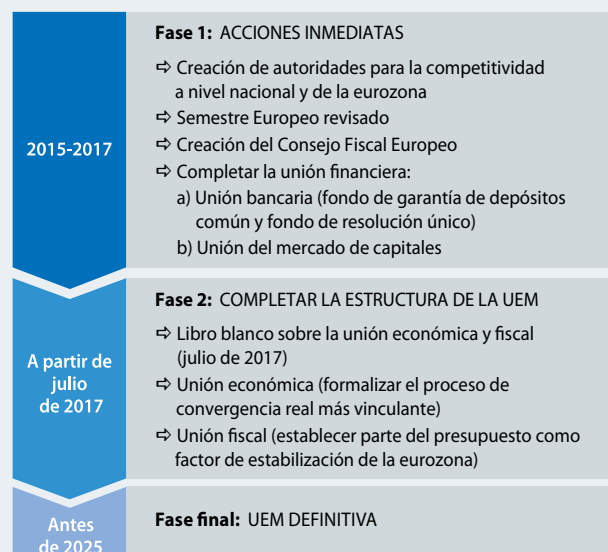 2015-2017
Fase 1: ACCIONES INMEDIATAS
⇨ Creación de autoridades para la competitividad
a nivel nacional y de la eurozona
⇨ Semestre Europeo revisado
⇨ Creación del Consejo Fiscal Europeo
⇨ Completar la unión financiera:
a) Unión bancaria (fondo de garantía de depósitos
común y fondo de resolución único)
b) Unión del mercado de capitales
A partir de
julio
de 2017
Fase 2: COMPLETAR LA ESTRUCTURA DE LA UEM
⇨ Libro blanco sobre la unión económica y fiscal
(julio de 2017)
⇨ Unión económica (formalizar el proceso de
convergencia real más vinculante)
⇨ Unión fiscal (establecer parte del presupuesto como
factor de estabilización de la eurozona)
Antes
de 2025
Fase final: UEM DEFINITIVA